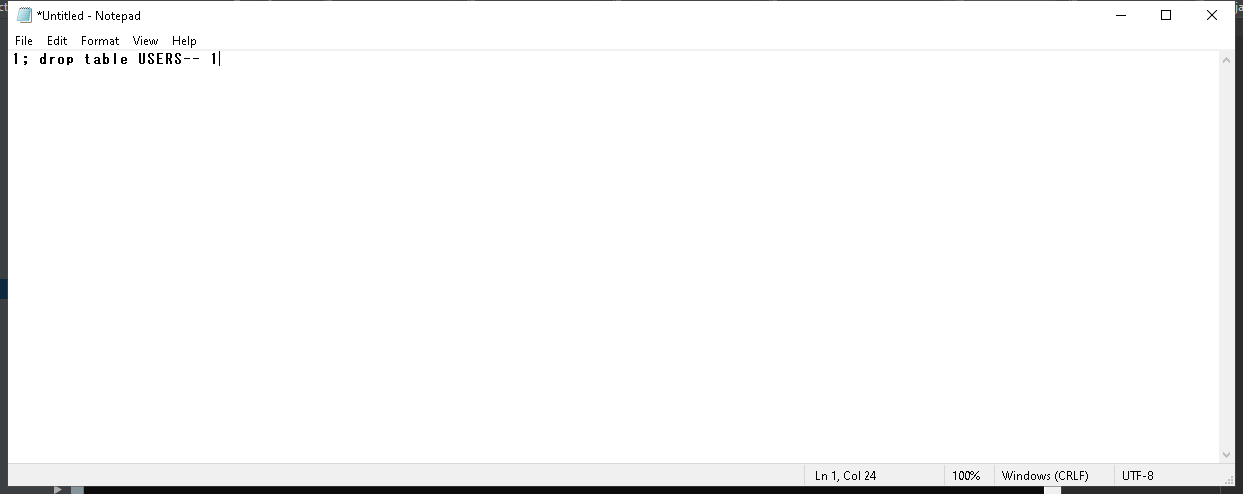 *Untitled - Notepad
File Edit Format View Help
1; drop table USERS-- 1
Ln 1, Col 24 100% Windows (CRLF) UTF-8